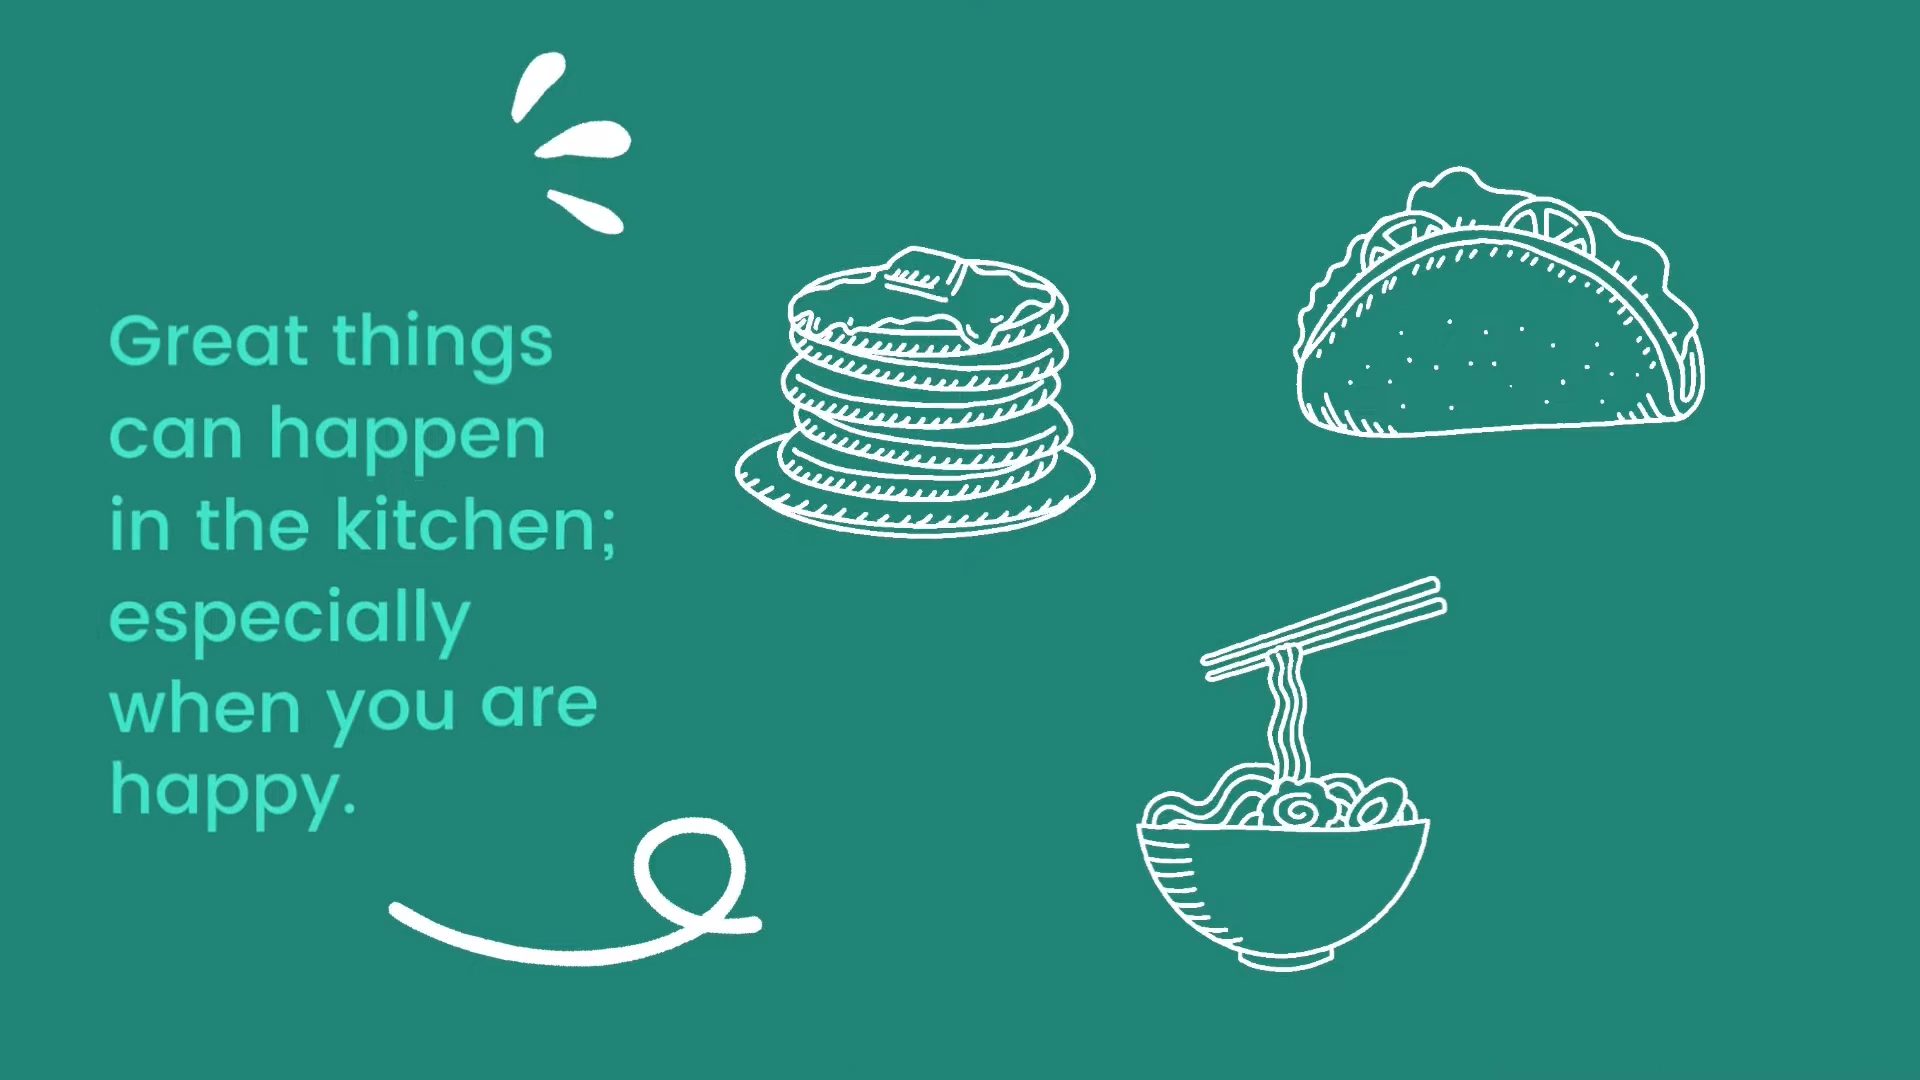 Great things
can happen
in the kitchen;
especially
when you are
happy.